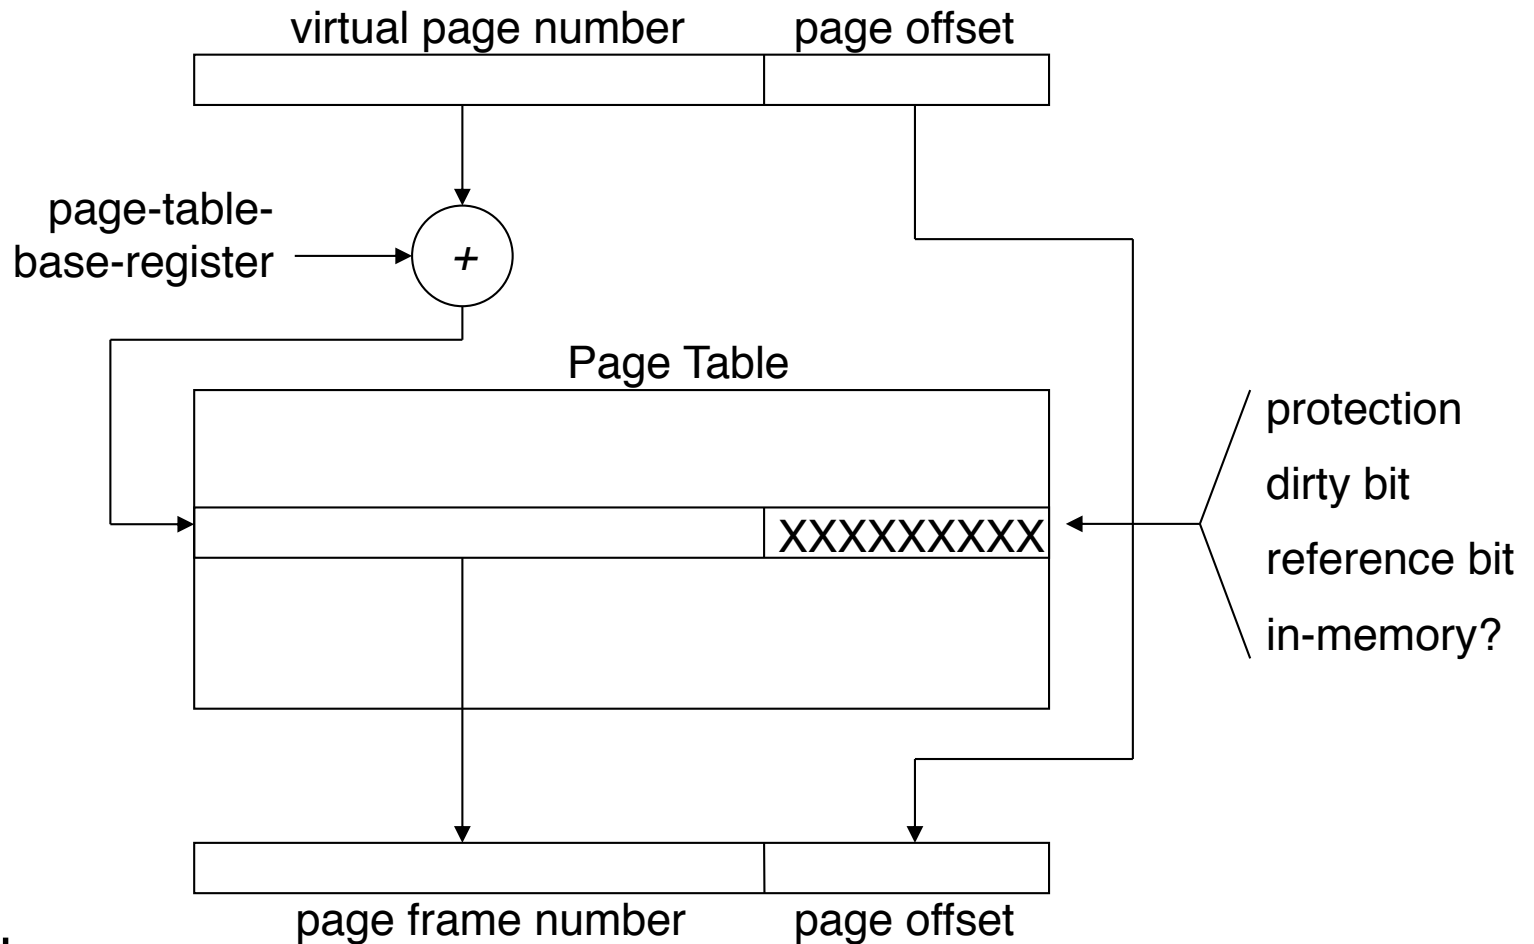 virtual page number
page offset
page-table-
base-register
+
Page Table
protection
dirty bit
XXXXXXXXX
reference bit
in-memory?
page frame number
page offset
.